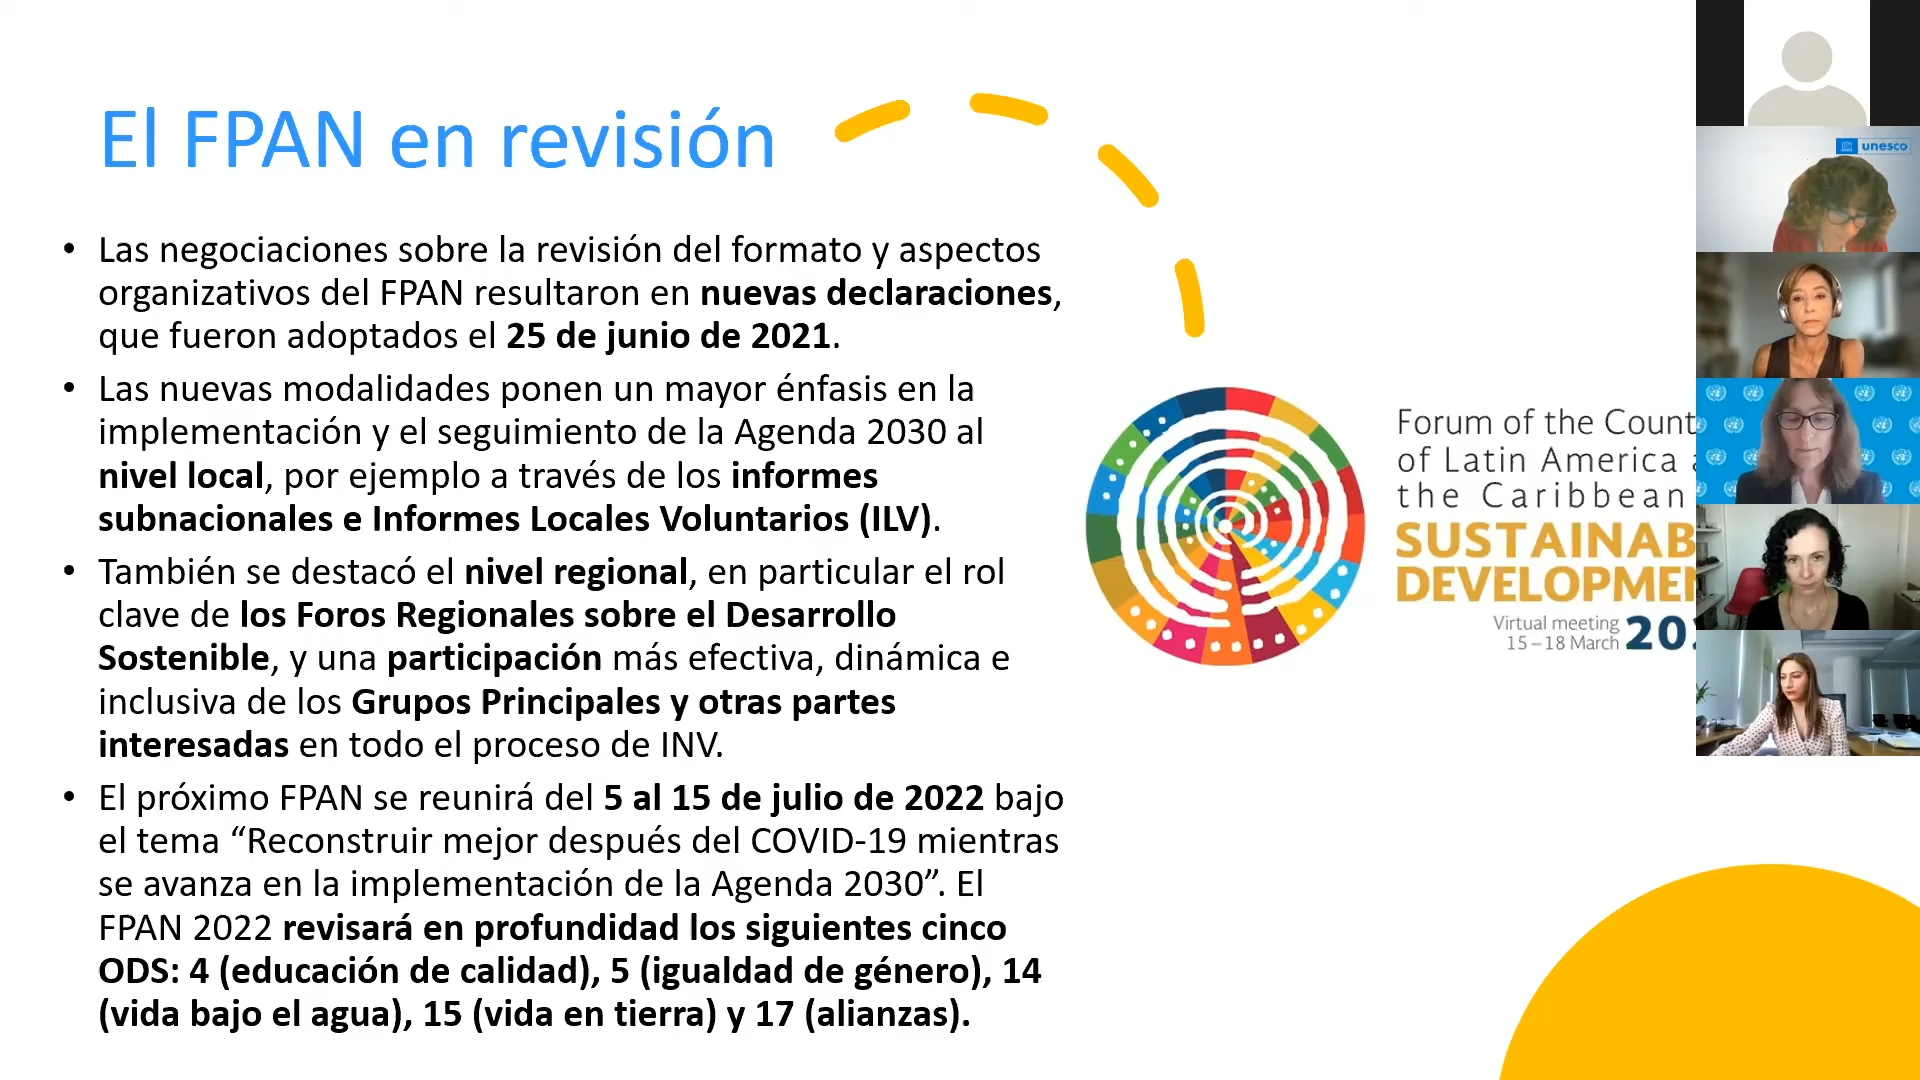 El FPAN en revisión
• Las negociaciones sobre la revisión del formato y aspectos
organizativos del FPAN resultaron en nuevas declaraciones,
que fueron adoptados el 25 de junio de 2021.
• Las nuevas modalidades ponen un mayor énfasis en la
implementación y el seguimiento de la Agenda 2030 al
nivel local, por ejemplo a través de los informes
subnacionales e Informes Locales Voluntarios (ILV).
• También se destacó el nivel regional, en particular el rol
clave de los Foros Regionales sobre el Desarrollo
Sostenible, y una participación más efectiva, dinámica e
inclusiva de los Grupos Principales y otras partes
interesadas en todo el proceso de INV.
• El próximo FPAN se reunirá del 5 al 15 de julio de 2022 bajo
el tema “Reconstruir mejor después del COVID-19 mientras
se avanza en la implementación de la Agenda 2030”. El
FPAN 2022 revisará en profundidad los siguientes cinco
ODS: 4 (educación de calidad), 5 (igualdad de género), 14
(vida bajo el agua), 15 (vida en tierra) y 17 (alianzas).
Forum of the Count
of Latin America
the Caribbean
SUSTAINAB
DEVELOPMEN
Virtual meeting
15–18 March 20
unesco